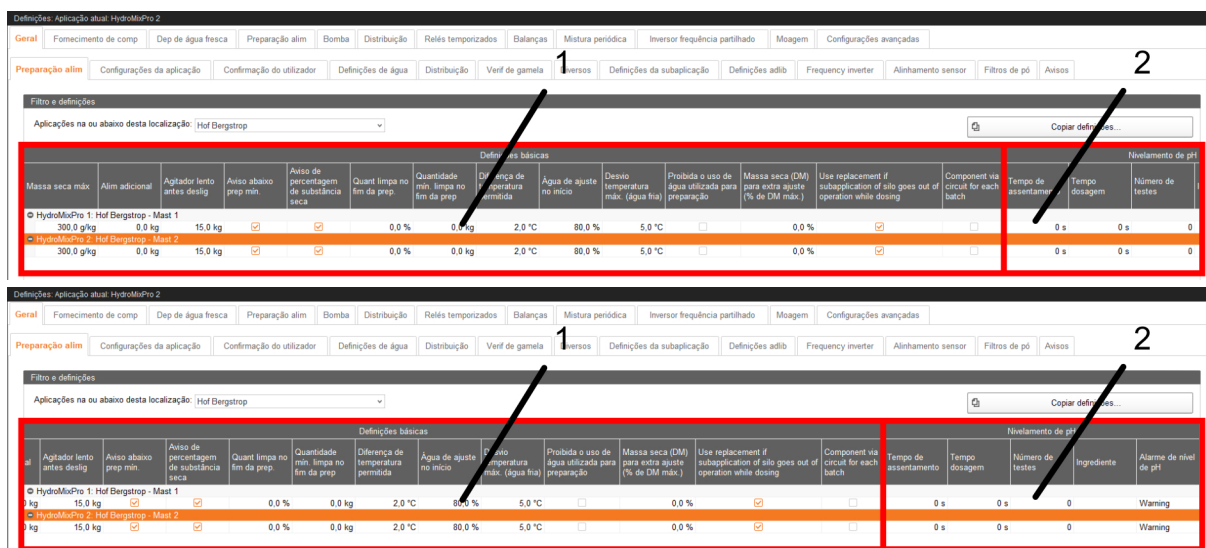 Definições: Aplicação atual: HydroMixPro 2
Geral Fornecimento de comp Dep de água fresca Preparação alim Bomba Distribuição Relés temporizados Balanças Mistura periódica Inversor frequência partilhado Moagem Configurações avançadas
1 2
Preparação alim Configurações da aplicação Confirmação do utilizador Definições de água Distribuição Verif de gamela Diversos Definições da subaplicação Definições adlib Frequency inverter Alinhamento sensor Filtros de pó Avisos
Filtro e definições
Aplicações na ou abaixo desta localização: Hof Bergstrop Copiar definições...
Definições básicas Nivelamento de pH
Massa seca máx Alim adicional Agitador lento antes deslig Aviso abaixo prep mín. Aviso de percentagem de substância seca Quant limpa no fim da prep. Quantidade mín. limpa no fim da prep Diferença de temperatura permitida Água de ajuste no início Desvio temperatura máx. (água fria) Proibida o uso de água utilizada para preparação Massa seca (DM) para extra ajuste (% de DM máx.) Use replacement if subapplication of silo goes out of operation while dosing Component via circuit for each batch Tempo de assentamento Tempo dosagem Número de testes
HydroMixPro 1: Hof Bergstrop - Mast 1
300,0 g/kg 0,0 kg 15,0 kg 0,0 % 0,0 kg 2,0 °C 80,0 % 5,0 °C 0,0 % 0 s 0 s 0
HydroMixPro 2: Hof Bergstrop - Mast 2
300,0 g/kg 0,0 kg 15,0 kg 0,0 % 0,0 kg 2,0 °C 80,0 % 5,0 °C 0,0 % 0 s 0 s 0
Definições: Aplicação atual: HydroMixPro 2
Geral Fornecimento de comp Dep de água fresca Preparação alim Bomba Distribuição Relés temporizados Balanças Mistura periódica Inversor frequência partilhado Moagem Configurações avançadas
1 2
Preparação alim Configurações da aplicação Confirmação do utilizador Definições de água Distribuição Verif de gamela Diversos Definições da subaplicação Definições adlib Frequency inverter Alinhamento sensor Filtros de pó Avisos
Filtro e definições
Aplicações na ou abaixo desta localização: Hof Bergstrop Copiar definições...
Definições básicas Nivelamento de pH
al Agitador lento antes deslig Aviso abaixo prep mín. Aviso de percentagem de substância seca Quant limpa no fim da prep. Quantidade mín. limpa no fim da prep Diferença de temperatura permitida Água de ajuste no início Desvio temperatura máx. (água fria) Proibida o uso de água utilizada para preparação Massa seca (DM) para extra ajuste (% de DM máx.) Use replacement if subapplication of silo goes out of operation while dosing Component via circuit for each batch Tempo de assentamento Tempo dosagem Número de testes Ingrediente Alarme de nível de pH
HydroMixPro 1: Hof Bergstrop - Mast 1
kg 15,0 kg 0,0 % 0,0 kg 2,0 °C 80,0 % 5,0 °C 0,0 % 0 s 0 s 0 Warning
HydroMixPro 2: Hof Bergstrop - Mast 2
kg 15,0 kg 0,0 % 0,0 kg 2,0 °C 80,0 % 5,0 °C 0,0 % 0 s 0 s 0 Warning